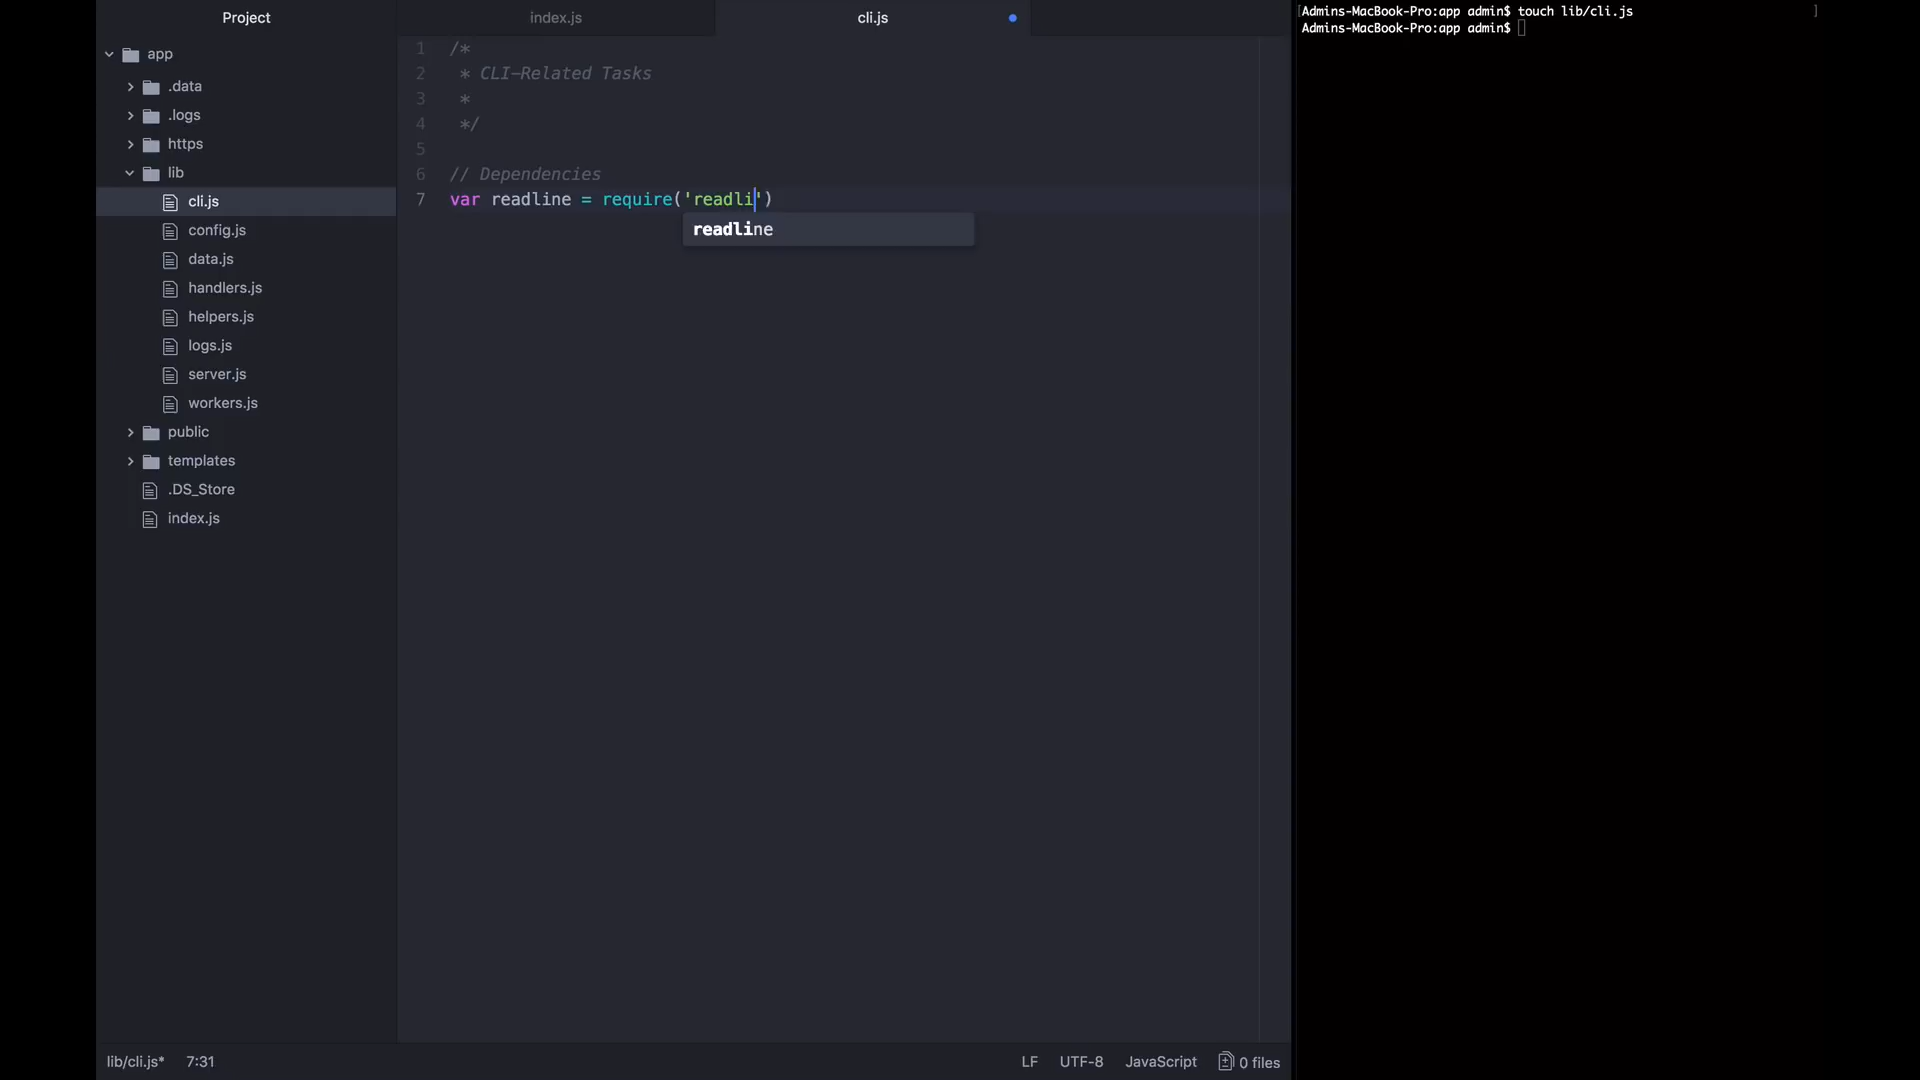 Project
app
.data
.logs
https
lib
cli.js
config.js
data.js
handlers.js
helpers.js
logs.js
server.js
workers.js
public
templates
.DS_Store
index.js
index.js
cli.js
1 /*
2  * CLI-Related Tasks
3  *
4  */
5
6 // Dependencies
7 var readline = require('readli')
readline
lib/cli.js* 7:31
LF UTF-8 JavaScript 0 files
[Admins-MacBook-Pro:app admin$ touch lib/cli.js ]
Admins-MacBook-Pro:app admin$